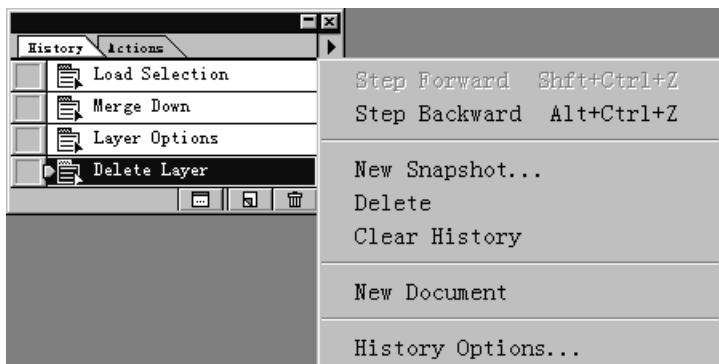 History Actions
Load Selection
Merge Down
Layer Options
Delete Layer
Step Forward Shft+Ctrl+Z
Step Backward Alt+Ctrl+Z
New Snapshot...
Delete
Clear History
New Document
History Options...